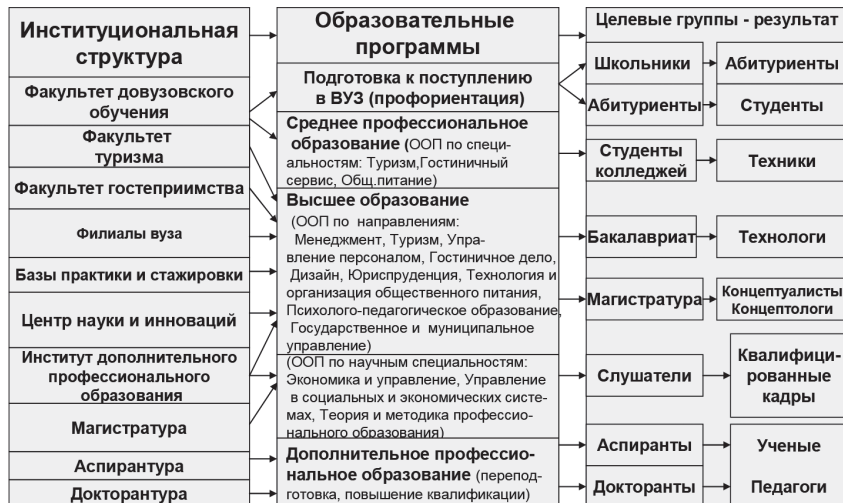 Институциональная
структура
Факультет довузовского
обучения
Факультет
туризма
Факультет гостеприимства
Филиалы вуза
Базы практики и стажировки
Центр науки и инноваций
Институт дополнительного
профессионального
образования
Магистратура
Аспирантура
Докторантура
Образовательные
программы
Подготовка к поступлению
в ВУЗ (профориентация)
Среднее профессиональное
образование (ООП по специ-
альностям: Туризм,Гостиничный
сервис, Общ.питание)
Высшее образование
(ООП по направлениям:
Менеджмент, Туризм, Упра-
вление персоналом, Гостиничное дело,
Дизайн, Юриспруденция, Технология и
организация общественного питания,
Психолого-педагогическое образование,
Государственное и муниципальное
управление)
(ООП по научным специальностям:
Экономика и управление, Управление
в социальных и экономических систе-
мах, Теория и методика профессио-
нального образования)
Дополнительное профессио-
нальное образование (перепод-
готовка, повышение квалификации)
Целевые группы - результат
Школьники
Абитуриенты
Абитуриенты
Студенты
Студенты
колледжей
Техники
Бакалавриат
Технологи
Магистратура
Концептуалисты
Концептологи
Слушатели
Квалифици-
рованные
кадры
Аспиранты
Ученые
Докторанты
Педагоги